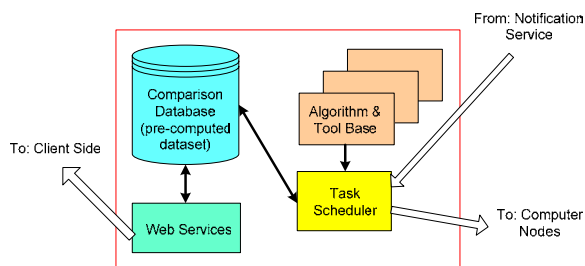 From: Notification
Service
Comparison
Database
(pre-computed
dataset)
Algorithm &
Tool Base
To: Client Side
Task
Scheduler
Web Services
To: Computer
Nodes